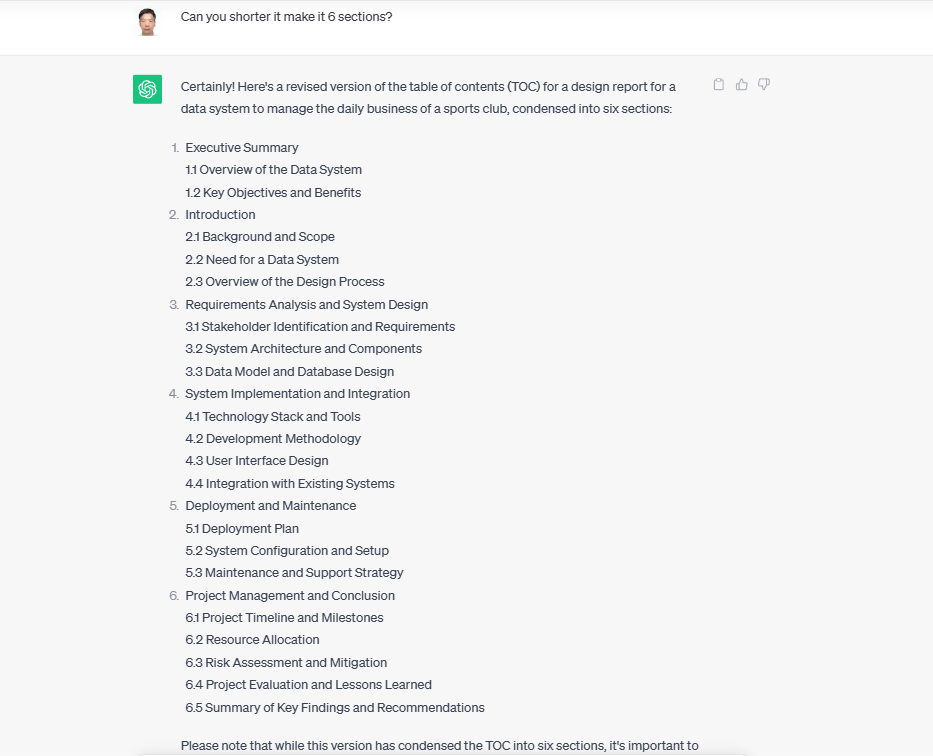 Can you shorter it make it 6 sections?
Certainly! Here's a revised version of the table of contents (TOC) for a design report for a
data system to manage the daily business of a sports club, condensed into six sections:
1. Executive Summary
1.1 Overview of the Data System
1.2 Key Objectives and Benefits
2. Introduction
2.1 Background and Scope
2.2 Need for a Data System
2.3 Overview of the Design Process
3. Requirements Analysis and System Design
3.1 Stakeholder Identification and Requirements
3.2 System Architecture and Components
3.3 Data Model and Database Design
4. System Implementation and Integration
4.1 Technology Stack and Tools
4.2 Development Methodology
4.3 User Interface Design
4.4 Integration with Existing Systems
5. Deployment and Maintenance
5.1 Deployment Plan
5.2 System Configuration and Setup
5.3 Maintenance and Support Strategy
6. Project Management and Conclusion
6.1 Project Timeline and Milestones
6.2 Resource Allocation
6.3 Risk Assessment and Mitigation
6.4 Project Evaluation and Lessons Learned
6.5 Summary of Key Findings and Recommendations
Please note that while this version has condensed the TOC into six sections, it's important to